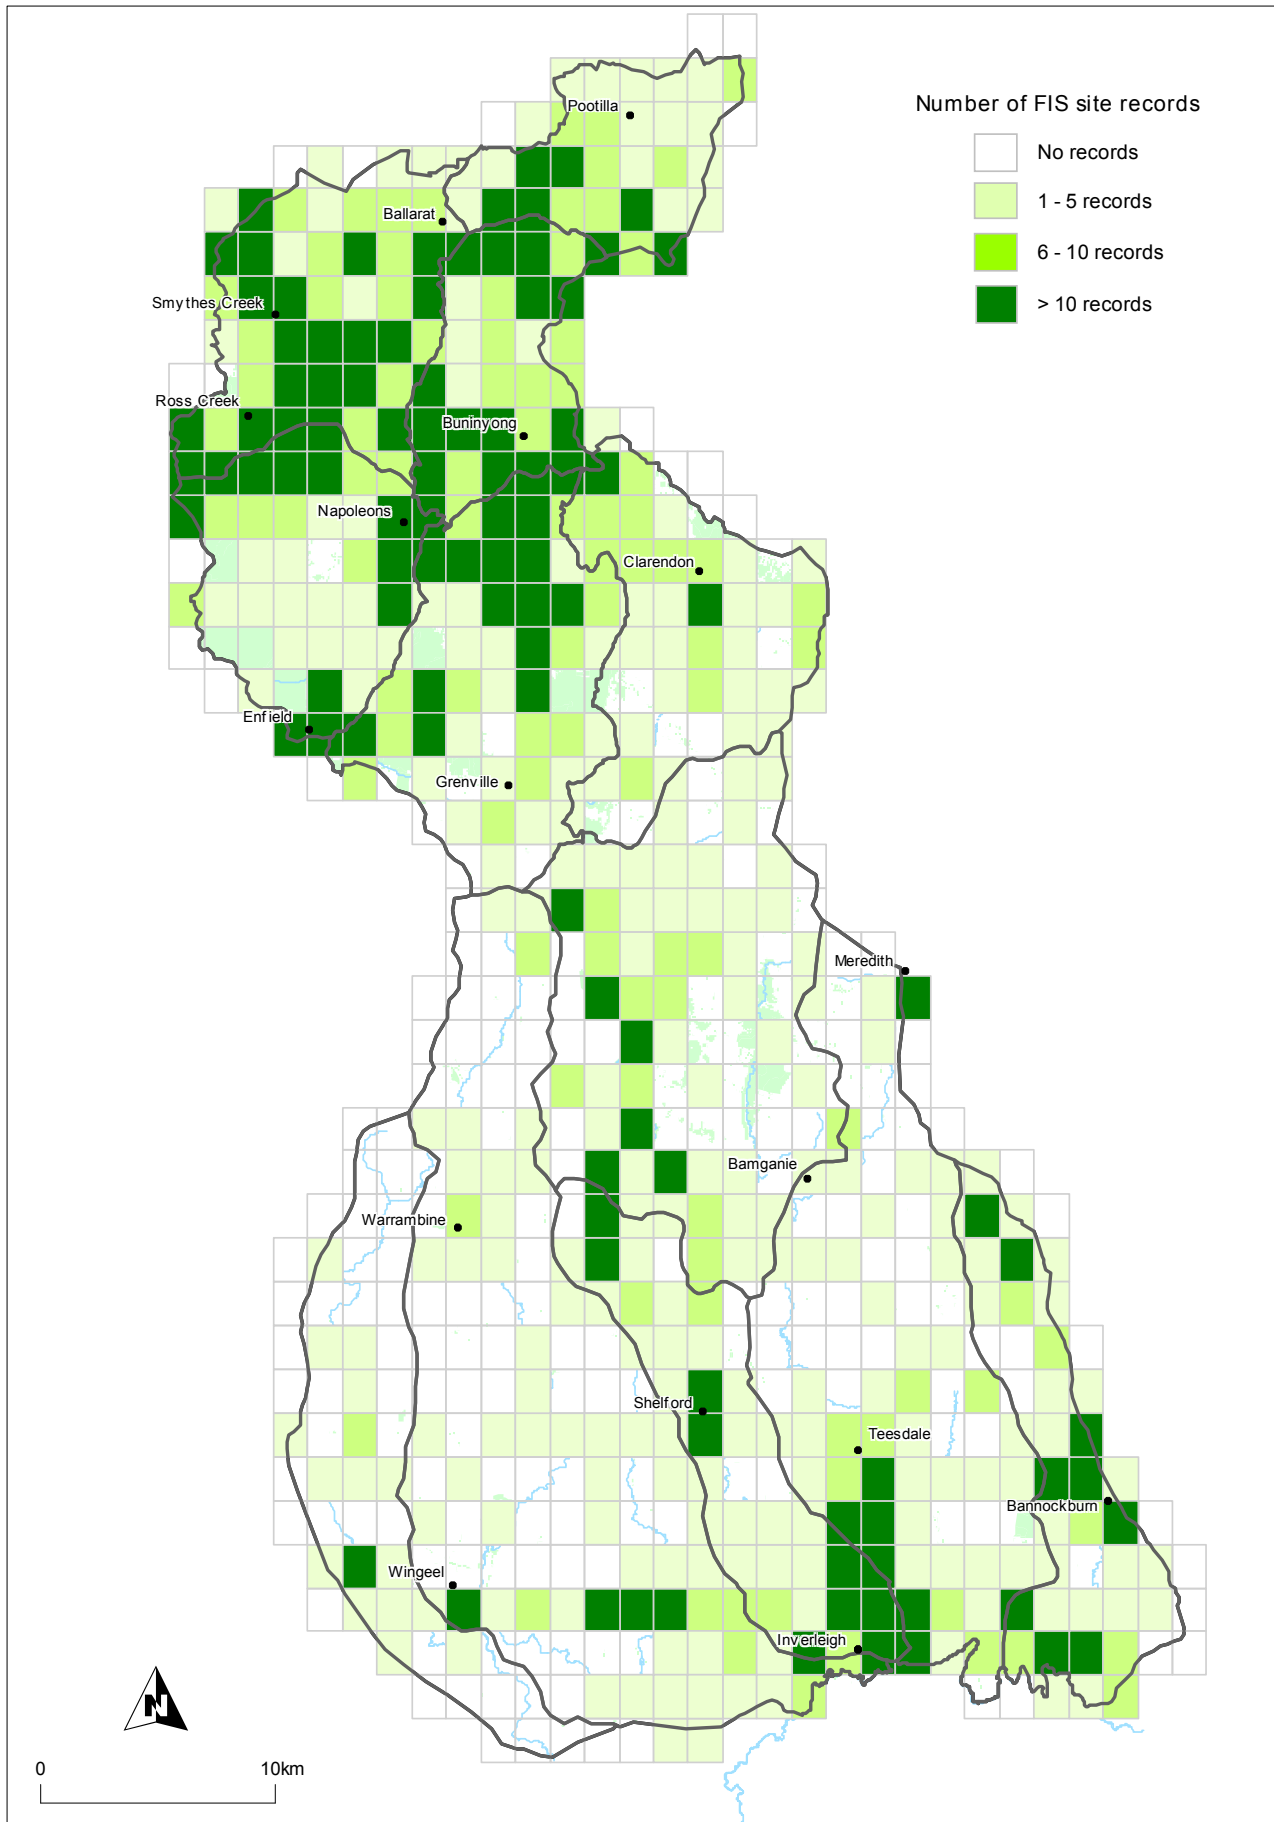 Number of FIS site records
No records
1 - 5 records
6 - 10 records
> 10 records
Pootilla
Ballarat
Smythes Creek
Ross Creek
Buninyong
Napoleons
Clarendon
Enfield
Grenville
Meredith
Bamganie
Warrambine
Shelford
Teesdale
Bannockburn
Wingeel
Inverleigh
N
0 10km